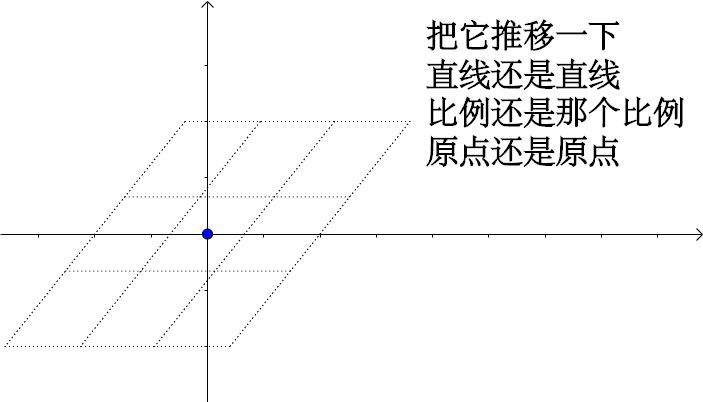 把它推移一下
直线还是直线
比例还是那个比例
原点还是原点